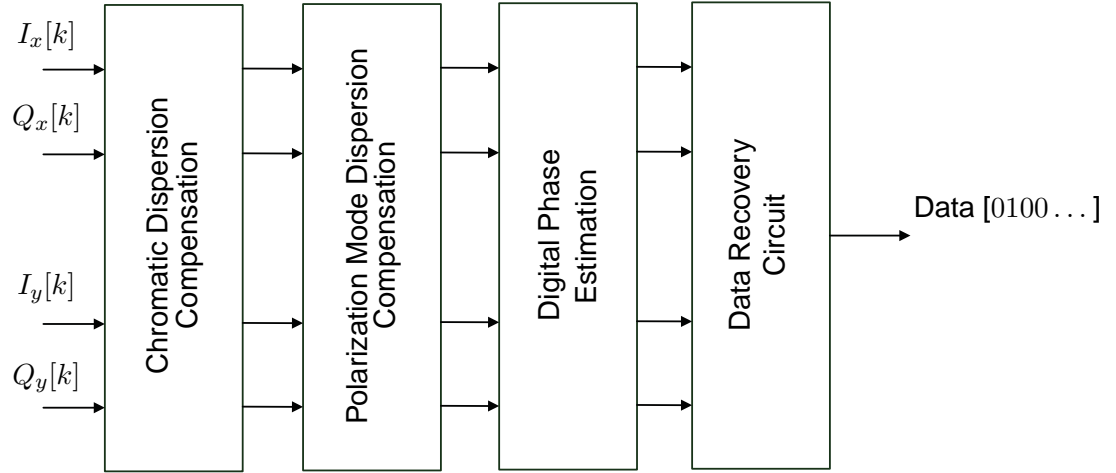 I_x[k]
Q_x[k]
I_y[k]
Q_y[k]
Chromatic Dispersion
Compensation
Polarization Mode Dispersion
Compensation
Digital Phase
Estimation
Data Recovery
Circuit
Data [0100 . . . ]